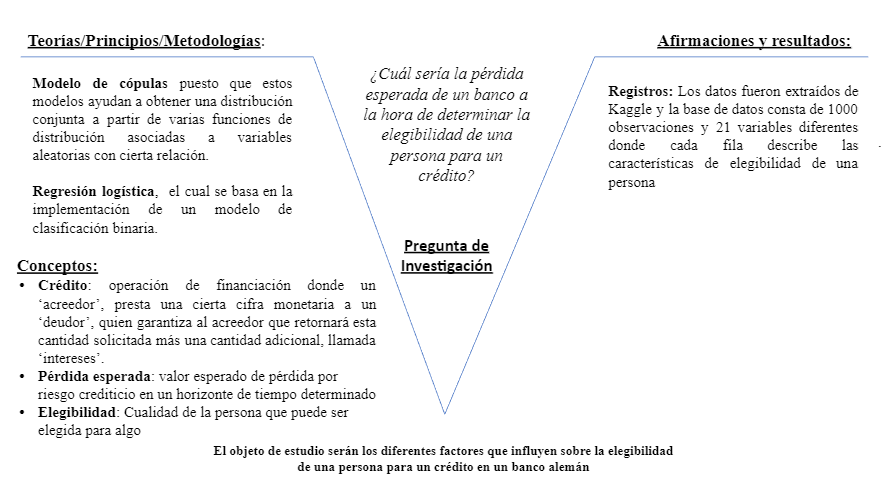 Teorías/Principios/Metodologías:
Modelo de cópulas puesto que estos
modelos ayudan a obtener una distribución
conjunta a partir de varias funciones de
distribución asociadas a variables
aleatorias con cierta relación.
Regresión logística, el cual se basa en la
implementación de un modelo de
clasificación binaria.
Conceptos:
• Crédito: operación de financiación donde un
‘acreedor’, presta una cierta cifra monetaria a un
‘deudor’, quien garantiza al acreedor que retornará esta
cantidad solicitada más una cantidad adicional, llamada
‘intereses’.
• Pérdida esperada: valor esperado de pérdida por
riesgo crediticio en un horizonte de tiempo determinado
• Elegibilidad: Cualidad de la persona que puede ser
elegida para algo
¿Cuál sería la pérdida
esperada de un banco a
la hora de determinar la
elegibilidad de una
persona para un
crédito?
Pregunta de
Investigación
Afirmaciones y resultados:
Registros: Los datos fueron extraídos de
Kaggle y la base de datos consta de 1000
observaciones y 21 variables diferentes
donde cada fila describe las
características de elegibilidad de una
persona
El objeto de estudio serán los diferentes factores que influyen sobre la elegibilidad
de una persona para un crédito en un banco alemán